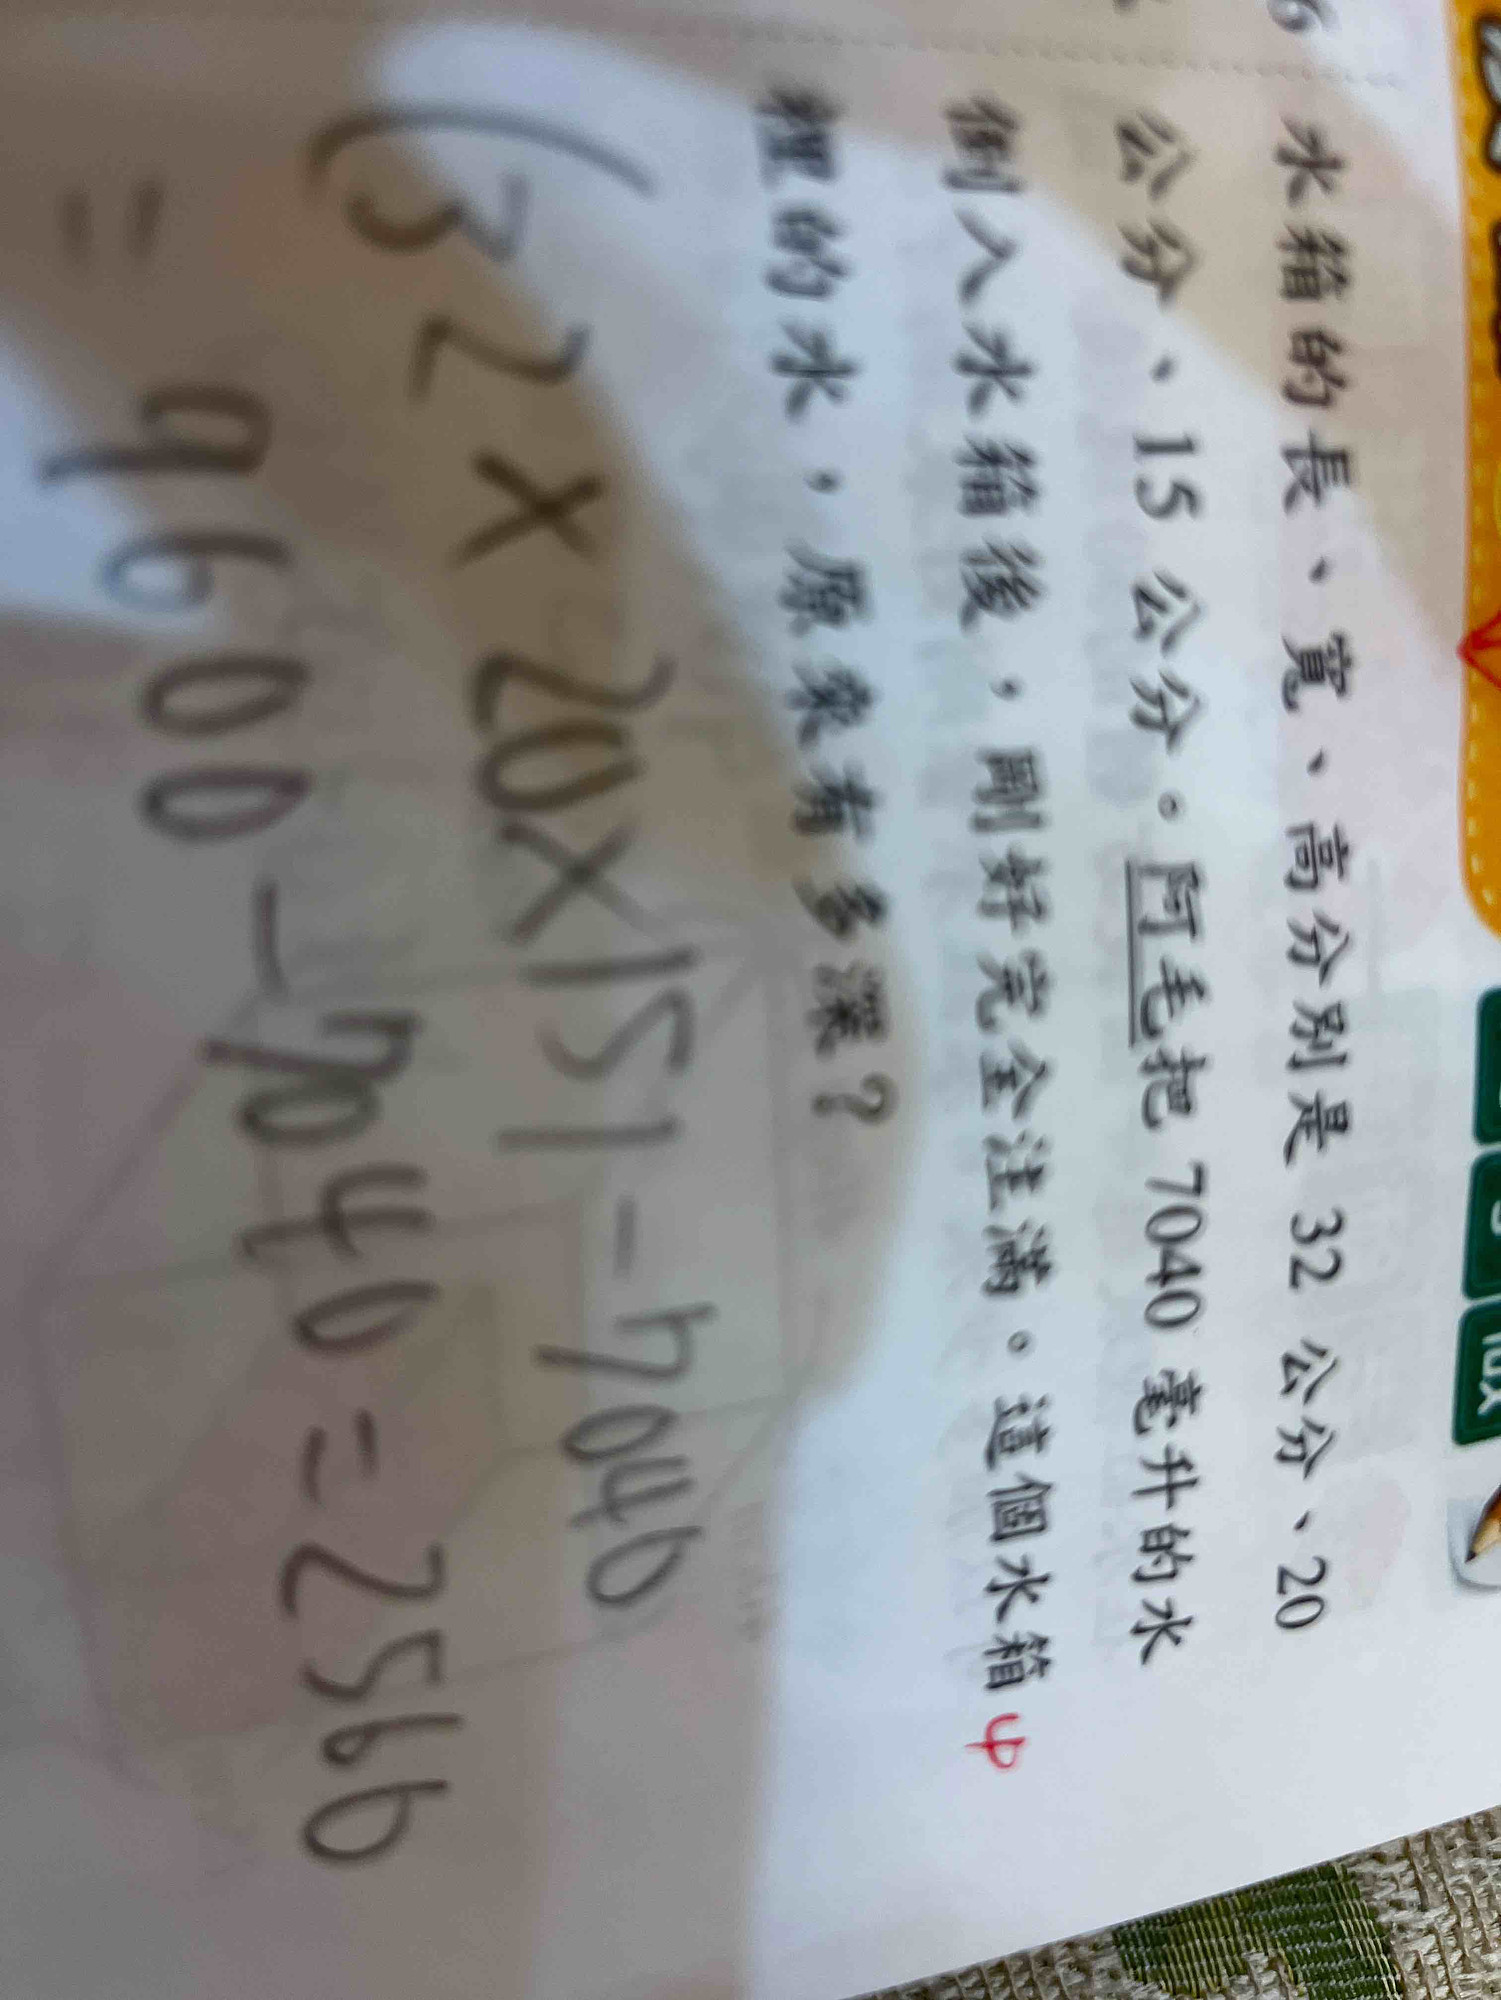 6 水箱的長、寬、高分別是 32 公分、20
公分、15 公分。阿毛把 7040 毫升的水
倒入水箱後，剛好完全注滿。這個水箱中
裡的水，原來有多深？
(32×20×15)-7040
=9600-7040=2566